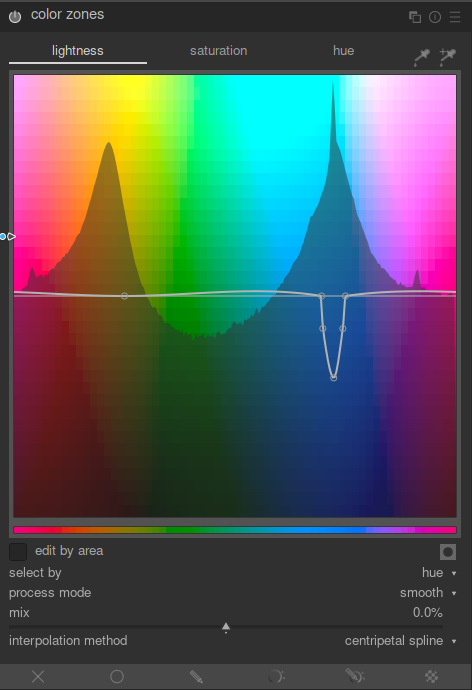 color zones
lightness saturation hue
edit by area
select by hue
process mode smooth
mix 0.0%
interpolation method centripetal spline